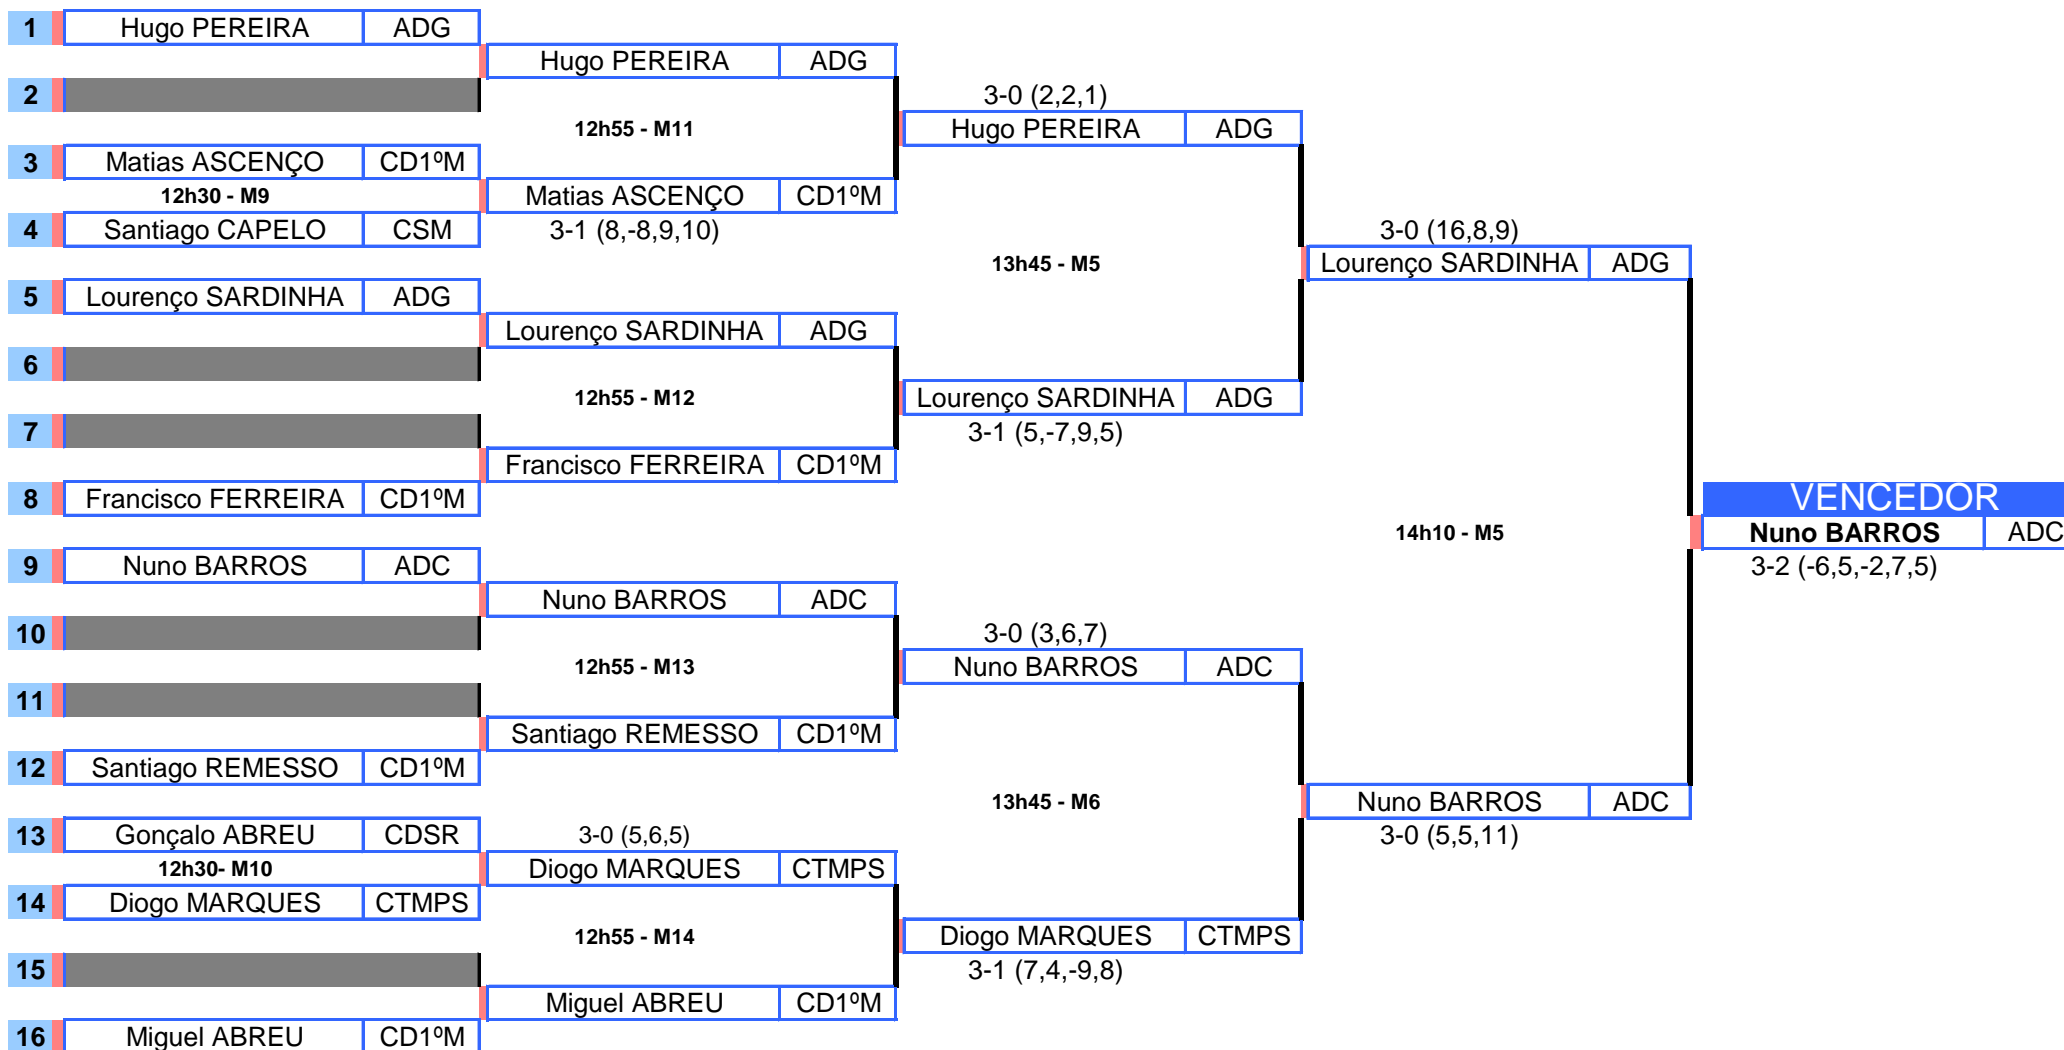 1 Hugo PEREIRA ADG
Hugo PEREIRA ADG
2 3-0 (2,2,1)
12h55 - M11 Hugo PEREIRA ADG
3 Matias ASCENÇO CD1ºM
12h30 - M9 Matias ASCENÇO CD1ºM
4 Santiago CAPELO CSM 3-1 (8,-8,9,10) 3-0 (16,8,9)
13h45 - M5 Lourenço SARDINHA ADG
5 Lourenço SARDINHA ADG
Lourenço SARDINHA ADG
6
12h55 - M12 Lourenço SARDINHA ADG
7 3-1 (5,-7,9,5)
Francisco FERREIRA CD1ºM
8 Francisco FERREIRA CD1ºM VENCEDOR
14h10 - M5 Nuno BARROS ADC
9 Nuno BARROS ADC 3-2 (-6,5,-2,7,5)
Nuno BARROS ADC
10 3-0 (3,6,7)
12h55 - M13 Nuno BARROS ADC
11
Santiago REMESSO CD1ºM
12 Santiago REMESSO CD1ºM
13h45 - M6 Nuno BARROS ADC
13 Gonçalo ABREU CDSR 3-0 (5,6,5) 3-0 (5,5,11)
12h30- M10 Diogo MARQUES CTMPS
14 Diogo MARQUES CTMPS
12h55 - M14 Diogo MARQUES CTMPS
15 3-1 (7,4,-9,8)
Miguel ABREU CD1ºM
16 Miguel ABREU CD1ºM